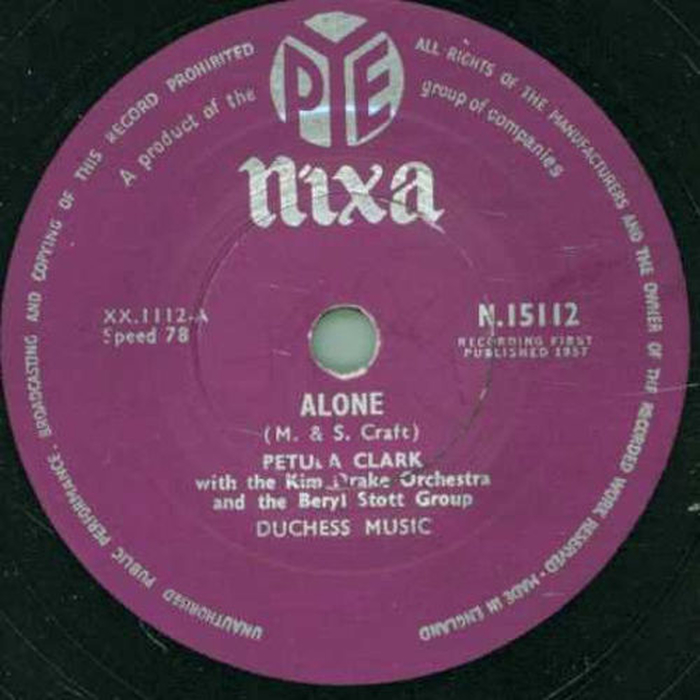 PYE
nixa
A product of the group of companies
UNAUTHORISED PUBLIC PERFORMANCE · BROADCASTING AND COPYING OF THIS RECORD PROHIBITED
ALL RIGHTS OF THE MANUFACTURERS AND THE OWNER OF THE RECORDED WORK RESERVED · MADE IN ENGLAND
XX.1112-A
Speed 78
N.15112
RECORDING FIRST
PUBLISHED 1957
ALONE
(M. & S. Craft)
PETULA CLARK
with the Kim Drake Orchestra
and the Beryl Stott Group
DUCHESS MUSIC